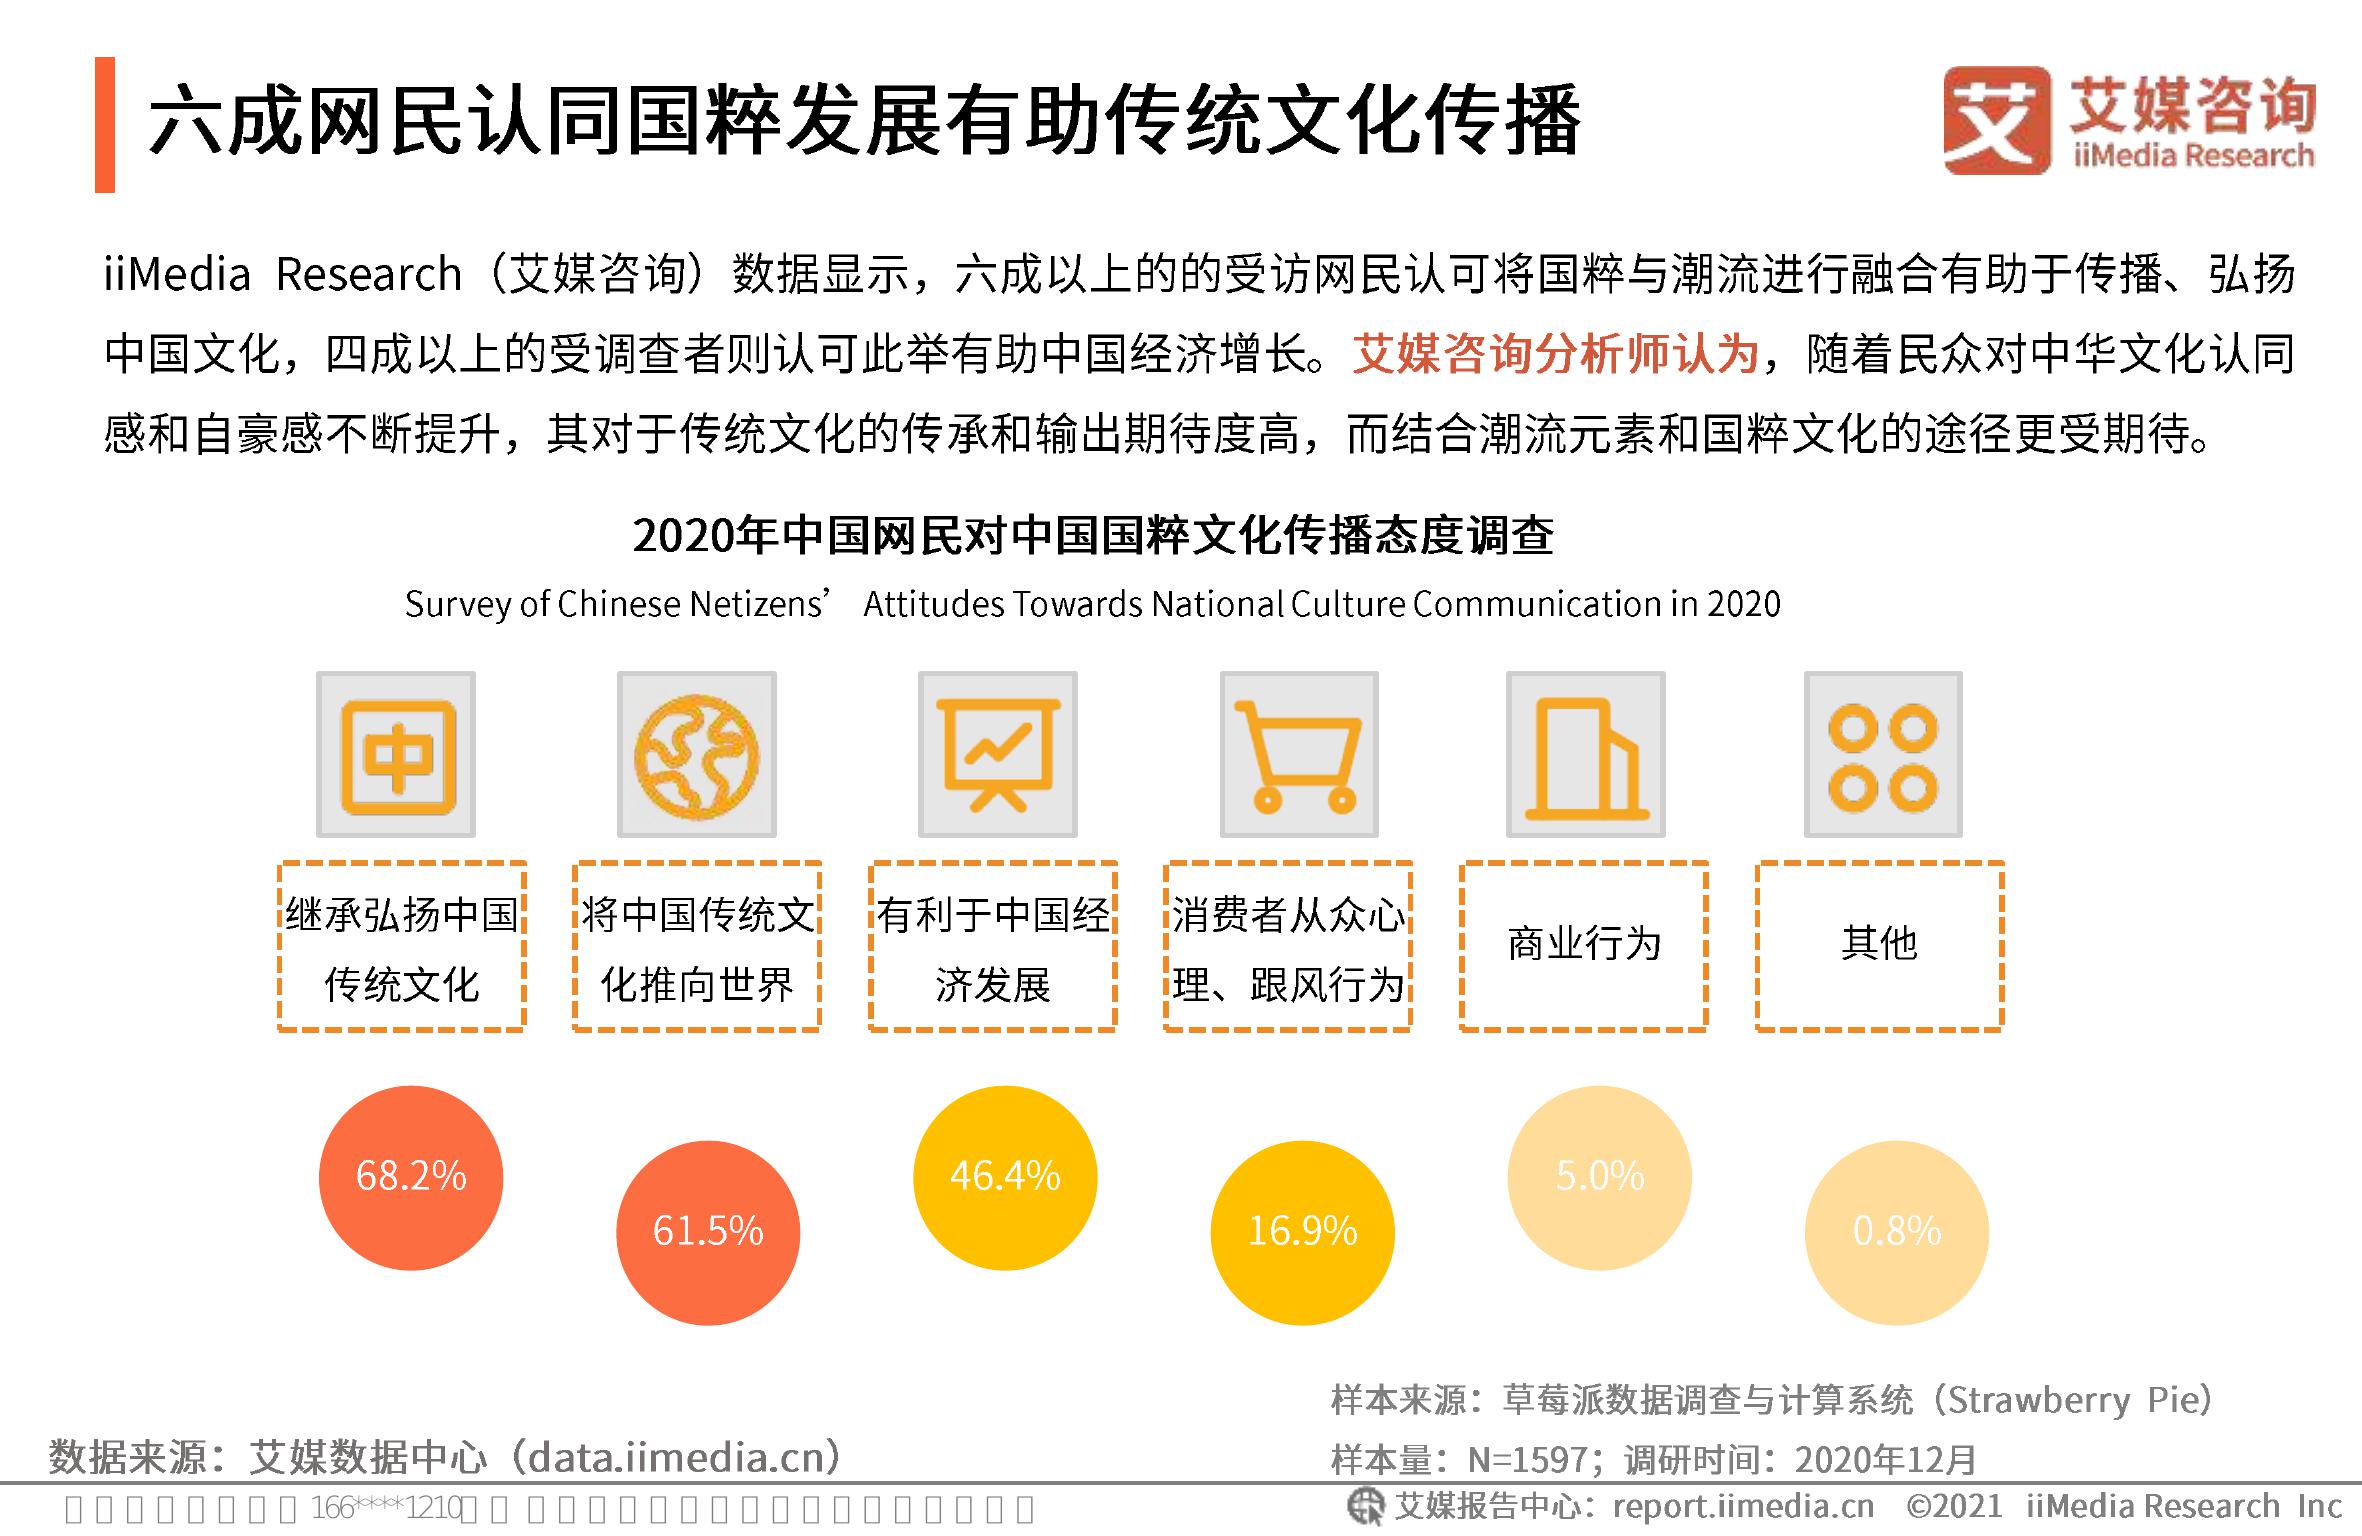 六成网民认同国粹发展有助传统文化传播
艾 艾媒咨询
iiMedia Research
iiMedia Research（艾媒咨询）数据显示，六成以上的的受访网民认可将国粹与潮流进行融合有助于传播、弘扬
中国文化，四成以上的受调查者则认可此举有助中国经济增长。艾媒咨询分析师认为，随着民众对中华文化认同
感和自豪感不断提升，其对于传统文化的传承和输出期待度高，而结合潮流元素和国粹文化的途径更受期待。
2020年中国网民对中国国粹文化传播态度调查
Survey of Chinese Netizens’ Attitudes Towards National Culture Communication in 2020
中
继承弘扬中国
传统文化
将中国传统文
化推向世界
有利于中国经
济发展
消费者从众心
理、跟风行为
商业行为
其他
68.2%
61.5%
46.4%
16.9%
5.0%
0.8%
样本来源：草莓派数据调查与计算系统（Strawberry Pie）
数据来源：艾媒数据中心（data.iimedia.cn）
样本量：N=1597；调研时间：2020年12月
166****1210
艾媒报告中心：report.iimedia.cn ©2021 iiMedia Research Inc